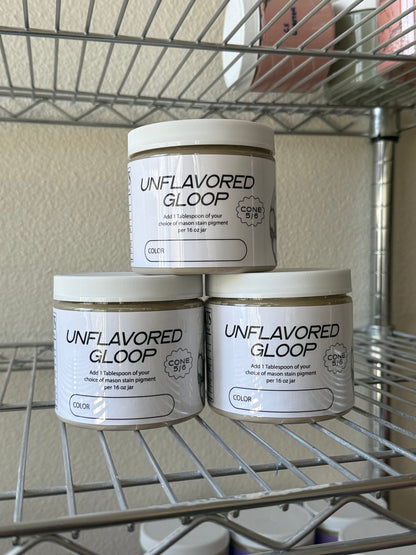 UNFLAVORED
GLOOP
Add 1 Tablespoon of your
choice of mason stain pigment
per 16 oz jar
CONE
5/6
COLOR
UNFLAVORED
GLOOP
Add 1 Tablespoon of your
choice of mason stain pigment
per 16 oz jar
CONE
5/6
COLOR
UNFLAVORED
GLOOP
Add 1 Tablespoon of your
choice of mason stain pigment
per 16 oz jar
CONE
5/6
COLOR